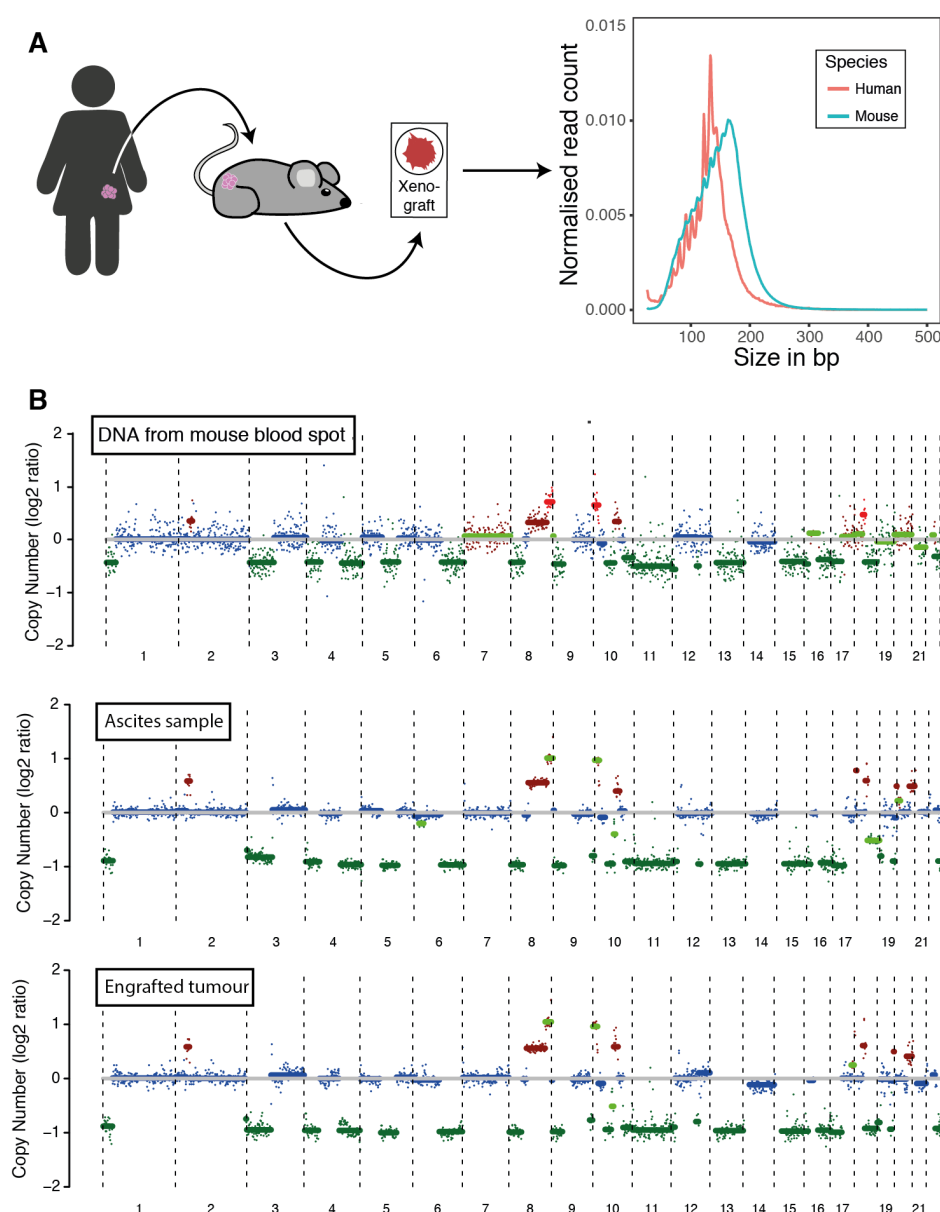 A
Xeno-
graft
Normalised read count
0.015
0.010
0.005
0.000
100 200 300 400 500
Size in bp
Species
Human
Mouse
B
DNA from mouse blood spot
Copy Number (log2 ratio)
2
1
0
−1
−2
1 2 3 4 5 6 7 8 9 10 11 12 13 14 15 16 17 19 21
Ascites sample
Copy Number (log2 ratio)
2
1
0
−1
−2
1 2 3 4 5 6 7 8 9 10 11 12 13 14 15 16 17 19 21
Engrafted tumour
Copy Number (log2 ratio)
2
1
0
−1
−2
1 2 3 4 5 6 7 8 9 10 11 12 13 14 15 16 17 19 21